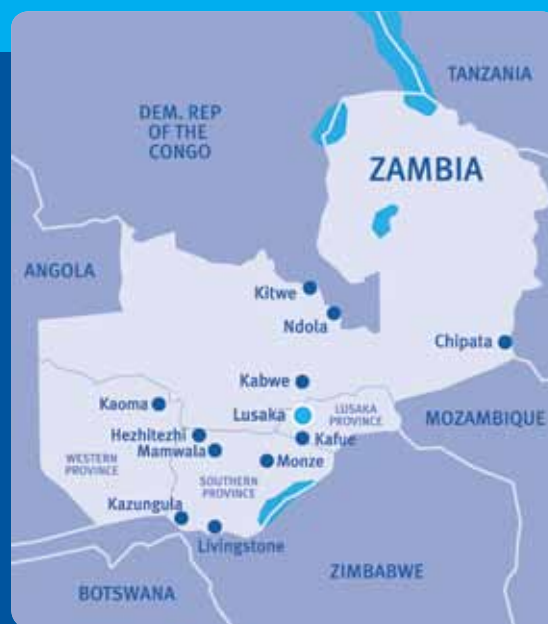 TANZANIA
DEM. REP
OF THE
CONGO
ZAMBIA
ANGOLA
Kitwe
Ndola
Chipata
Kabwe
Kaoma
Lusaka
LUSAKA
PROVINCE
MOZAMBIQUE
Hezhitezhi
Kafue
Mamwala
WESTERN
PROVINCE
Monze
SOUTHERN
PROVINCE
Kazungula
Livingstone
ZIMBABWE
BOTSWANA